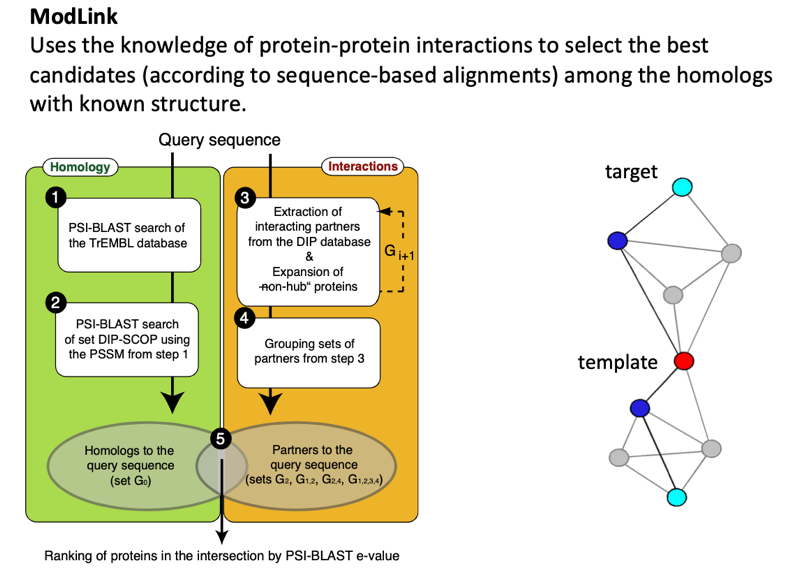 ModLink
Uses the knowledge of protein-protein interactions to select the best
candidates (according to sequence-based alignments) among the homologs
with known structure.
Query sequence
Homology
Interactions
1
PSI-BLAST search of
the TrEMBL database
2
PSI-BLAST search
of set DIP-SCOP using
the PSSM from step 1
3
Extraction of
interacting partners
from the DIP database
&
Expansion of
"non-hub" proteins
G i+1
4
Grouping sets of
partners from step 3
5
Homologs to the
query sequence
(set G0)
Partners to the
query sequence
(sets G2, G1,2, G2,4, G1,2,3,4)
Ranking of proteins in the intersection by PSI-BLAST e-value
target
template